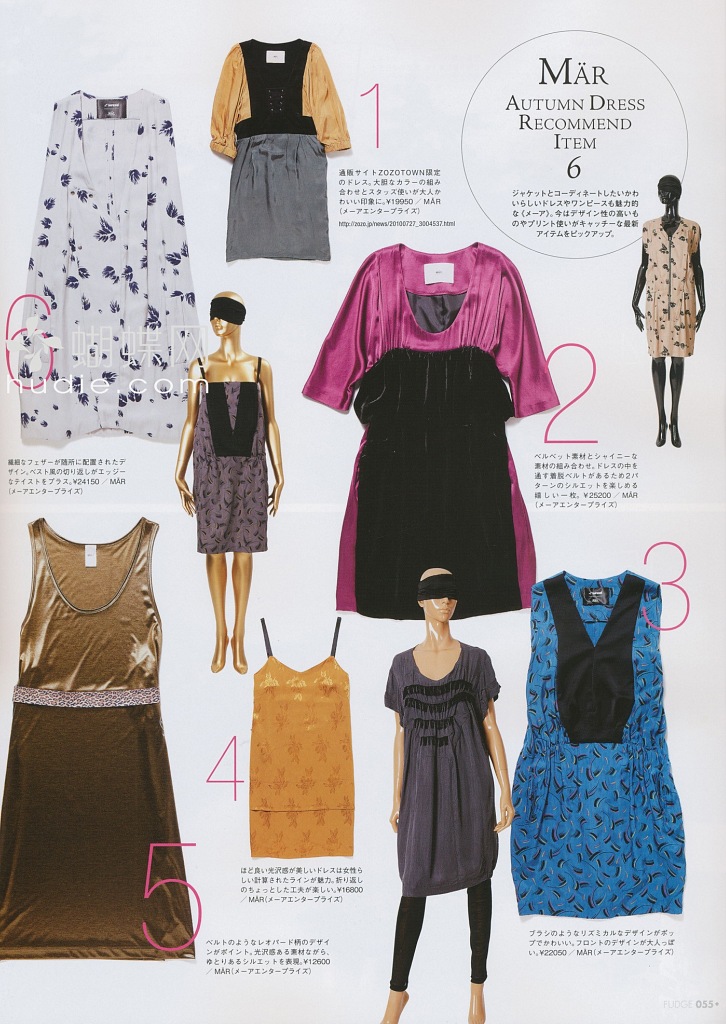 MÄR
AUTUMN DRESS
RECOMMEND
ITEM
6
ジャケットとコーディネートしたいかわ
いらしいドレスやワンピースも魅力的
な〈メーア〉。今はデザイン性の高いも
のやプリント使いがキャッチーな最新
アイテムをピックアップ。
1
通販サイトZOZOTOWN限定
のドレス。大胆なカラーの組み
合わせとスタッズ使いが大人か
わいい印象に。¥19950 / MÄR
(メーアエンタープライズ)
http://zozo.jp/news/20100727_3004537.html
2
ベルベット素材とシャイニーな
素材の組み合わせ。ドレスの中を
通す着脱ベルトがあるため2パ
ターンのシルエットを楽しめる
嬉しい一枚。¥25200 / MÄR
(メーアエンタープライズ)
6
蝴蝶网
hudie.com
繊細なフェザーが随所に配置されたデ
ザイン。ベスト風の切り返しがエッジー
なテイストをプラス。¥24150 / MÄR
(メーアエンタープライズ)
3
ブラシのようなリズミカルなデザインがポッ
プでかわいい。フロントのデザインが大人っぽ
い。¥22050 / MÄR(メーアエンタープライズ)
4
ほど良い光沢感が美しいドレスは女性ら
しい計算されたラインが魅力。折り返し
のちょっとした工夫が楽しい。¥16800
/ MÄR(メーアエンタープライズ)
5
ベルトのようなレオパード柄のデザイ
ンがポイント。光沢感ある素材ながら、
ゆとりあるシルエットを表現。¥12600
/ MÄR(メーアエンタープライズ)
FUDGE 055